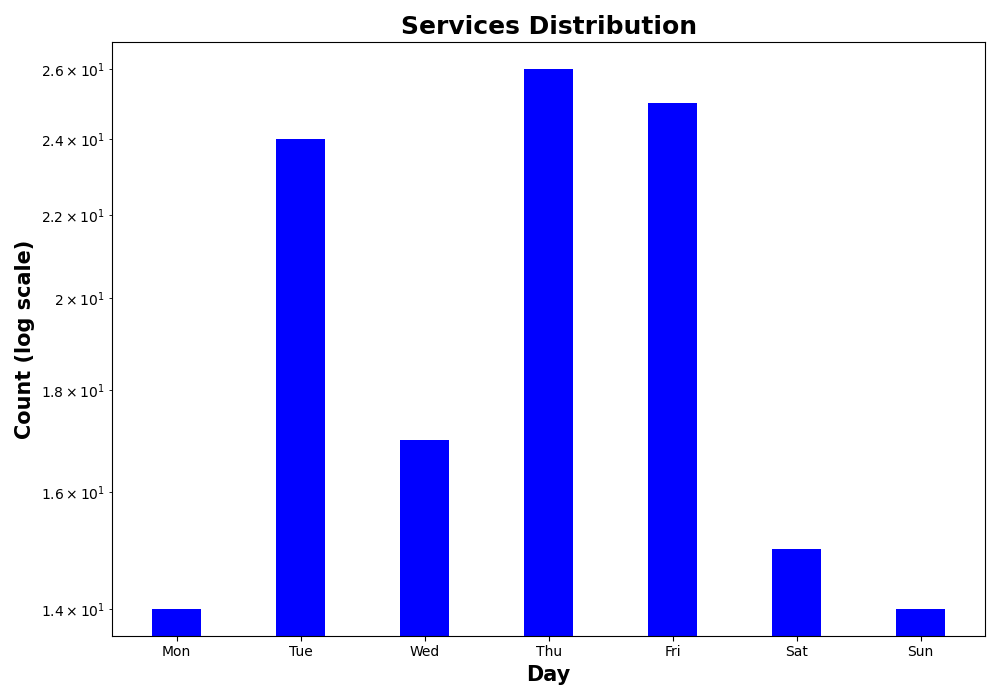 Services Distribution
Count (log scale)
2.6 × 10¹
2.4 × 10¹
2.2 × 10¹
2 × 10¹
1.8 × 10¹
1.6 × 10¹
1.4 × 10¹
Mon Tue Wed Thu Fri Sat Sun
Day